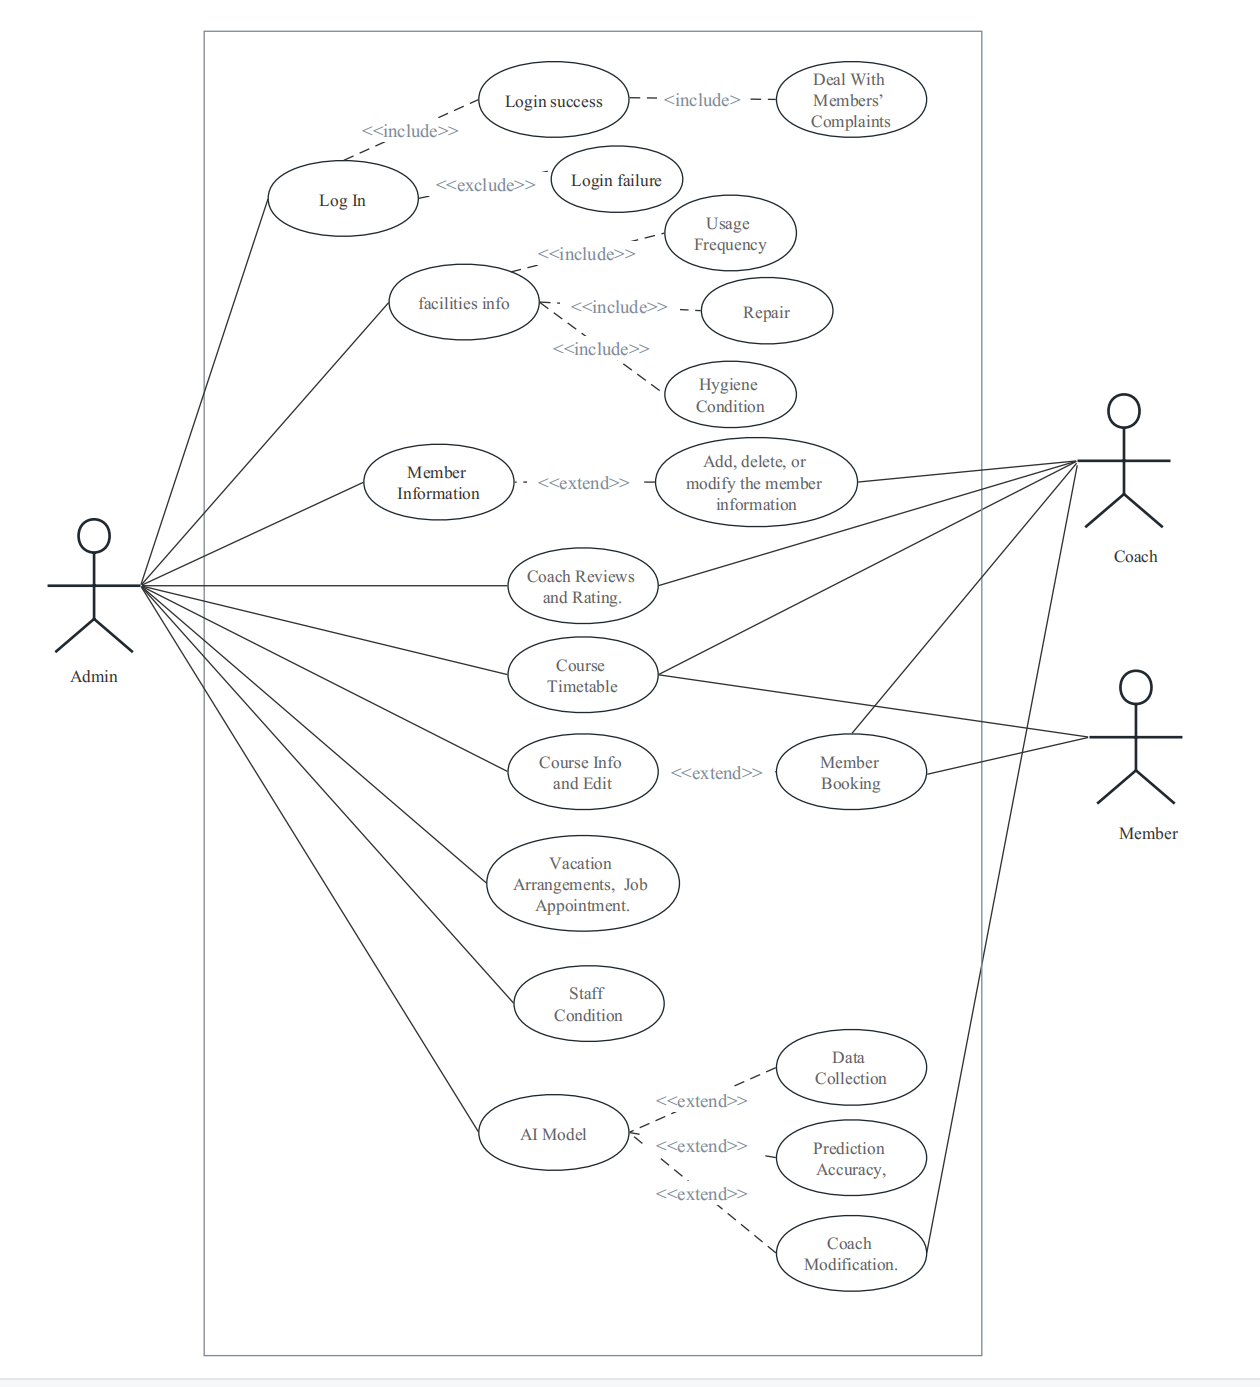 Login success
<include>
Deal With
Members'
Complaints
<<include>>
Log In
<<exclude>>
Login failure
Usage
Frequency
<<include>>
facilities info
<<include>>
Repair
<<include>>
Hygiene
Condition
Member
Information
<<extend>>
Add, delete, or
modify the member
information
Coach
Coach Reviews
and Rating.
Admin
Course
Timetable
Course Info
and Edit
<<extend>>
Member
Booking
Member
Vacation
Arrangements, Job
Appointment.
Staff
Condition
Data
Collection
<<extend>>
AI Model
<<extend>>
Prediction
Accuracy,
<<extend>>
Coach
Modification.